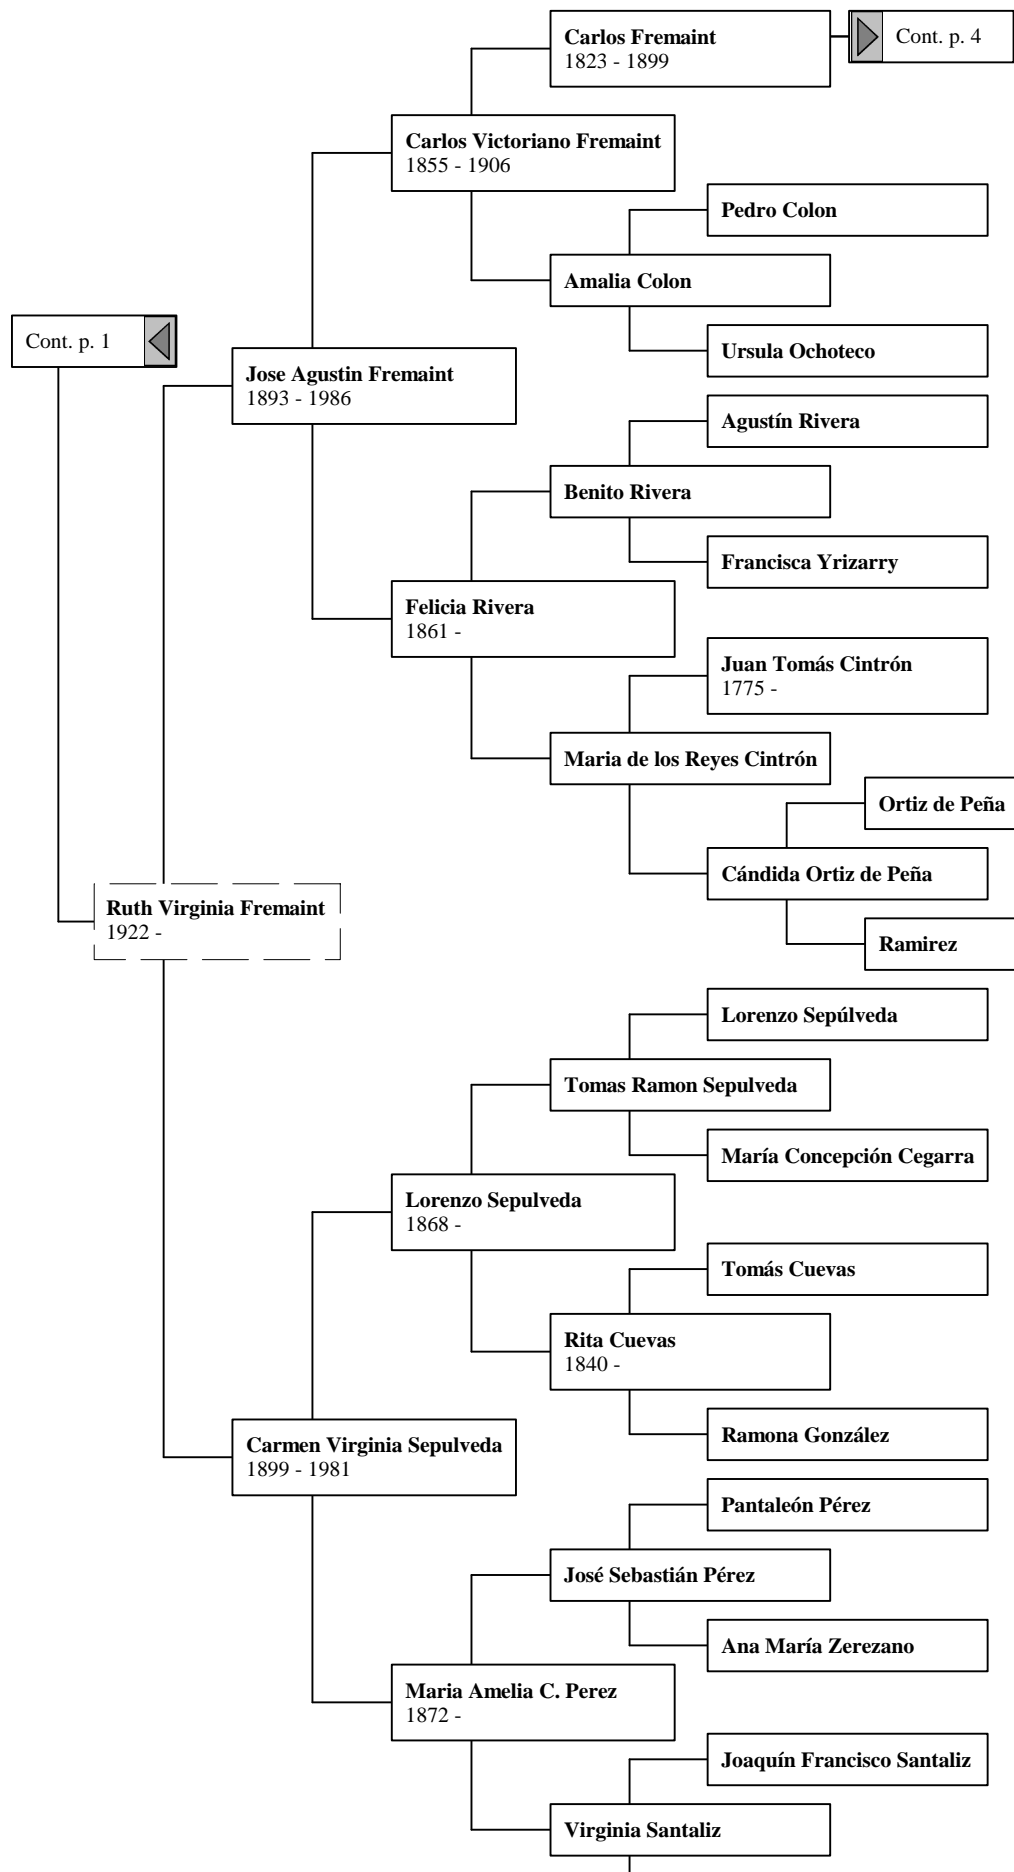 Carlos Fremaint
1823 - 1899
Cont. p. 4
Carlos Victoriano Fremaint
1855 - 1906
Pedro Colon
Amalia Colon
Cont. p. 1
Ursula Ochoteco
Jose Agustin Fremaint
1893 - 1986
Agustín Rivera
Benito Rivera
Francisca Yrizarry
Felicia Rivera
1861 -
Juan Tomás Cintrón
1775 -
Maria de los Reyes Cintrón
Ortiz de Peña
Cándida Ortiz de Peña
Ruth Virginia Fremaint
1922 -
Ramirez
Lorenzo Sepúlveda
Tomas Ramon Sepulveda
María Concepción Cegarra
Lorenzo Sepulveda
1868 -
Tomás Cuevas
Rita Cuevas
1840 -
Ramona González
Carmen Virginia Sepulveda
1899 - 1981
Pantaleón Pérez
José Sebastián Pérez
Ana María Zerezano
Maria Amelia C. Perez
1872 -
Joaquín Francisco Santaliz
Virginia Santaliz